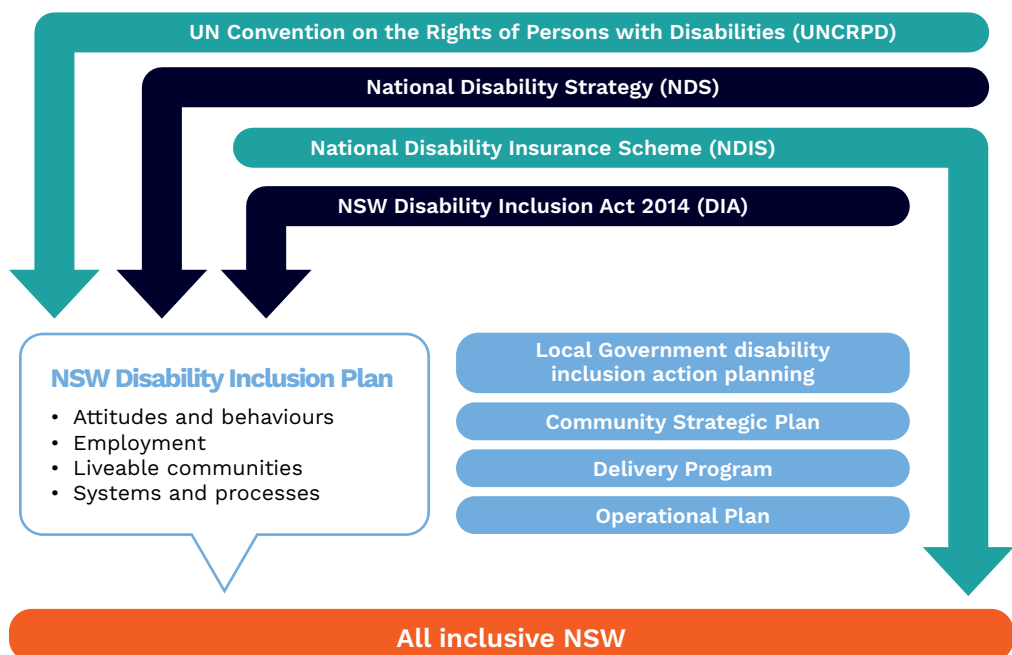 UN Convention on the Rights of Persons with Disabilities (UNCRPD)
National Disability Strategy (NDS)
National Disability Insurance Scheme (NDIS)
NSW Disability Inclusion Act 2014 (DIA)
NSW Disability Inclusion Plan
• Attitudes and behaviours
• Employment
• Liveable communities
• Systems and processes
Local Government disability
inclusion action planning
Community Strategic Plan
Delivery Program
Operational Plan
All inclusive NSW